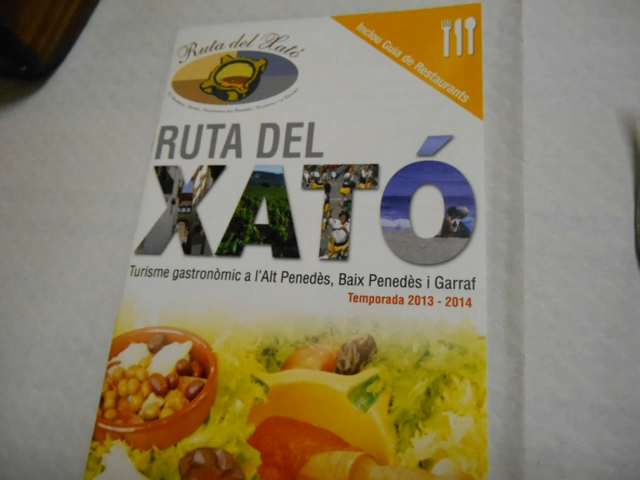 Ruta del Xató
Inclou Guia de Restaurants
RUTA DEL
XATÓ
Turisme gastronòmic a l'Alt Penedès, Baix Penedès i Garraf
Temporada 2013 - 2014